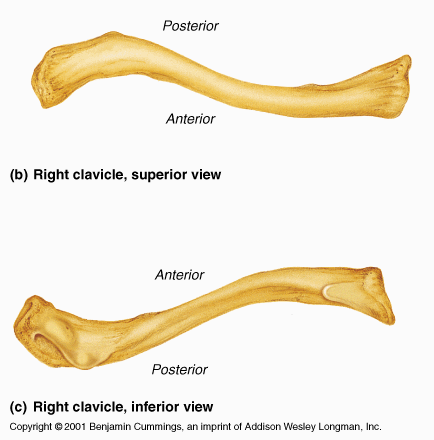 Posterior
Anterior
(b) Right clavicle, superior view
Anterior
Posterior
(c) Right clavicle, inferior view
Copyright © 2001 Benjamin Cummings, an imprint of Addison Wesley Longman, Inc.